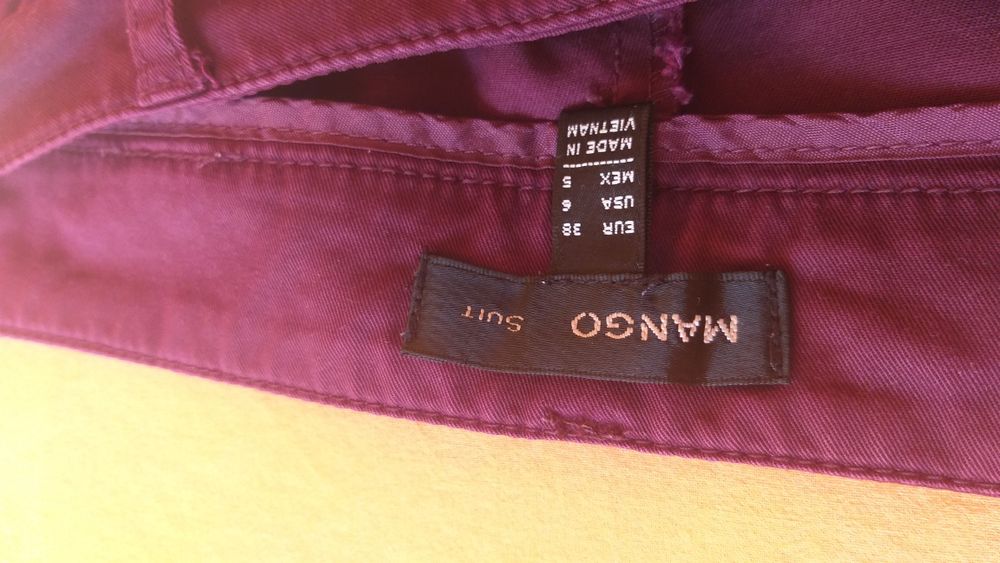 MANGO SUIT
EUR 38
USA 6
MEX 5
MADE IN
VIETNAM